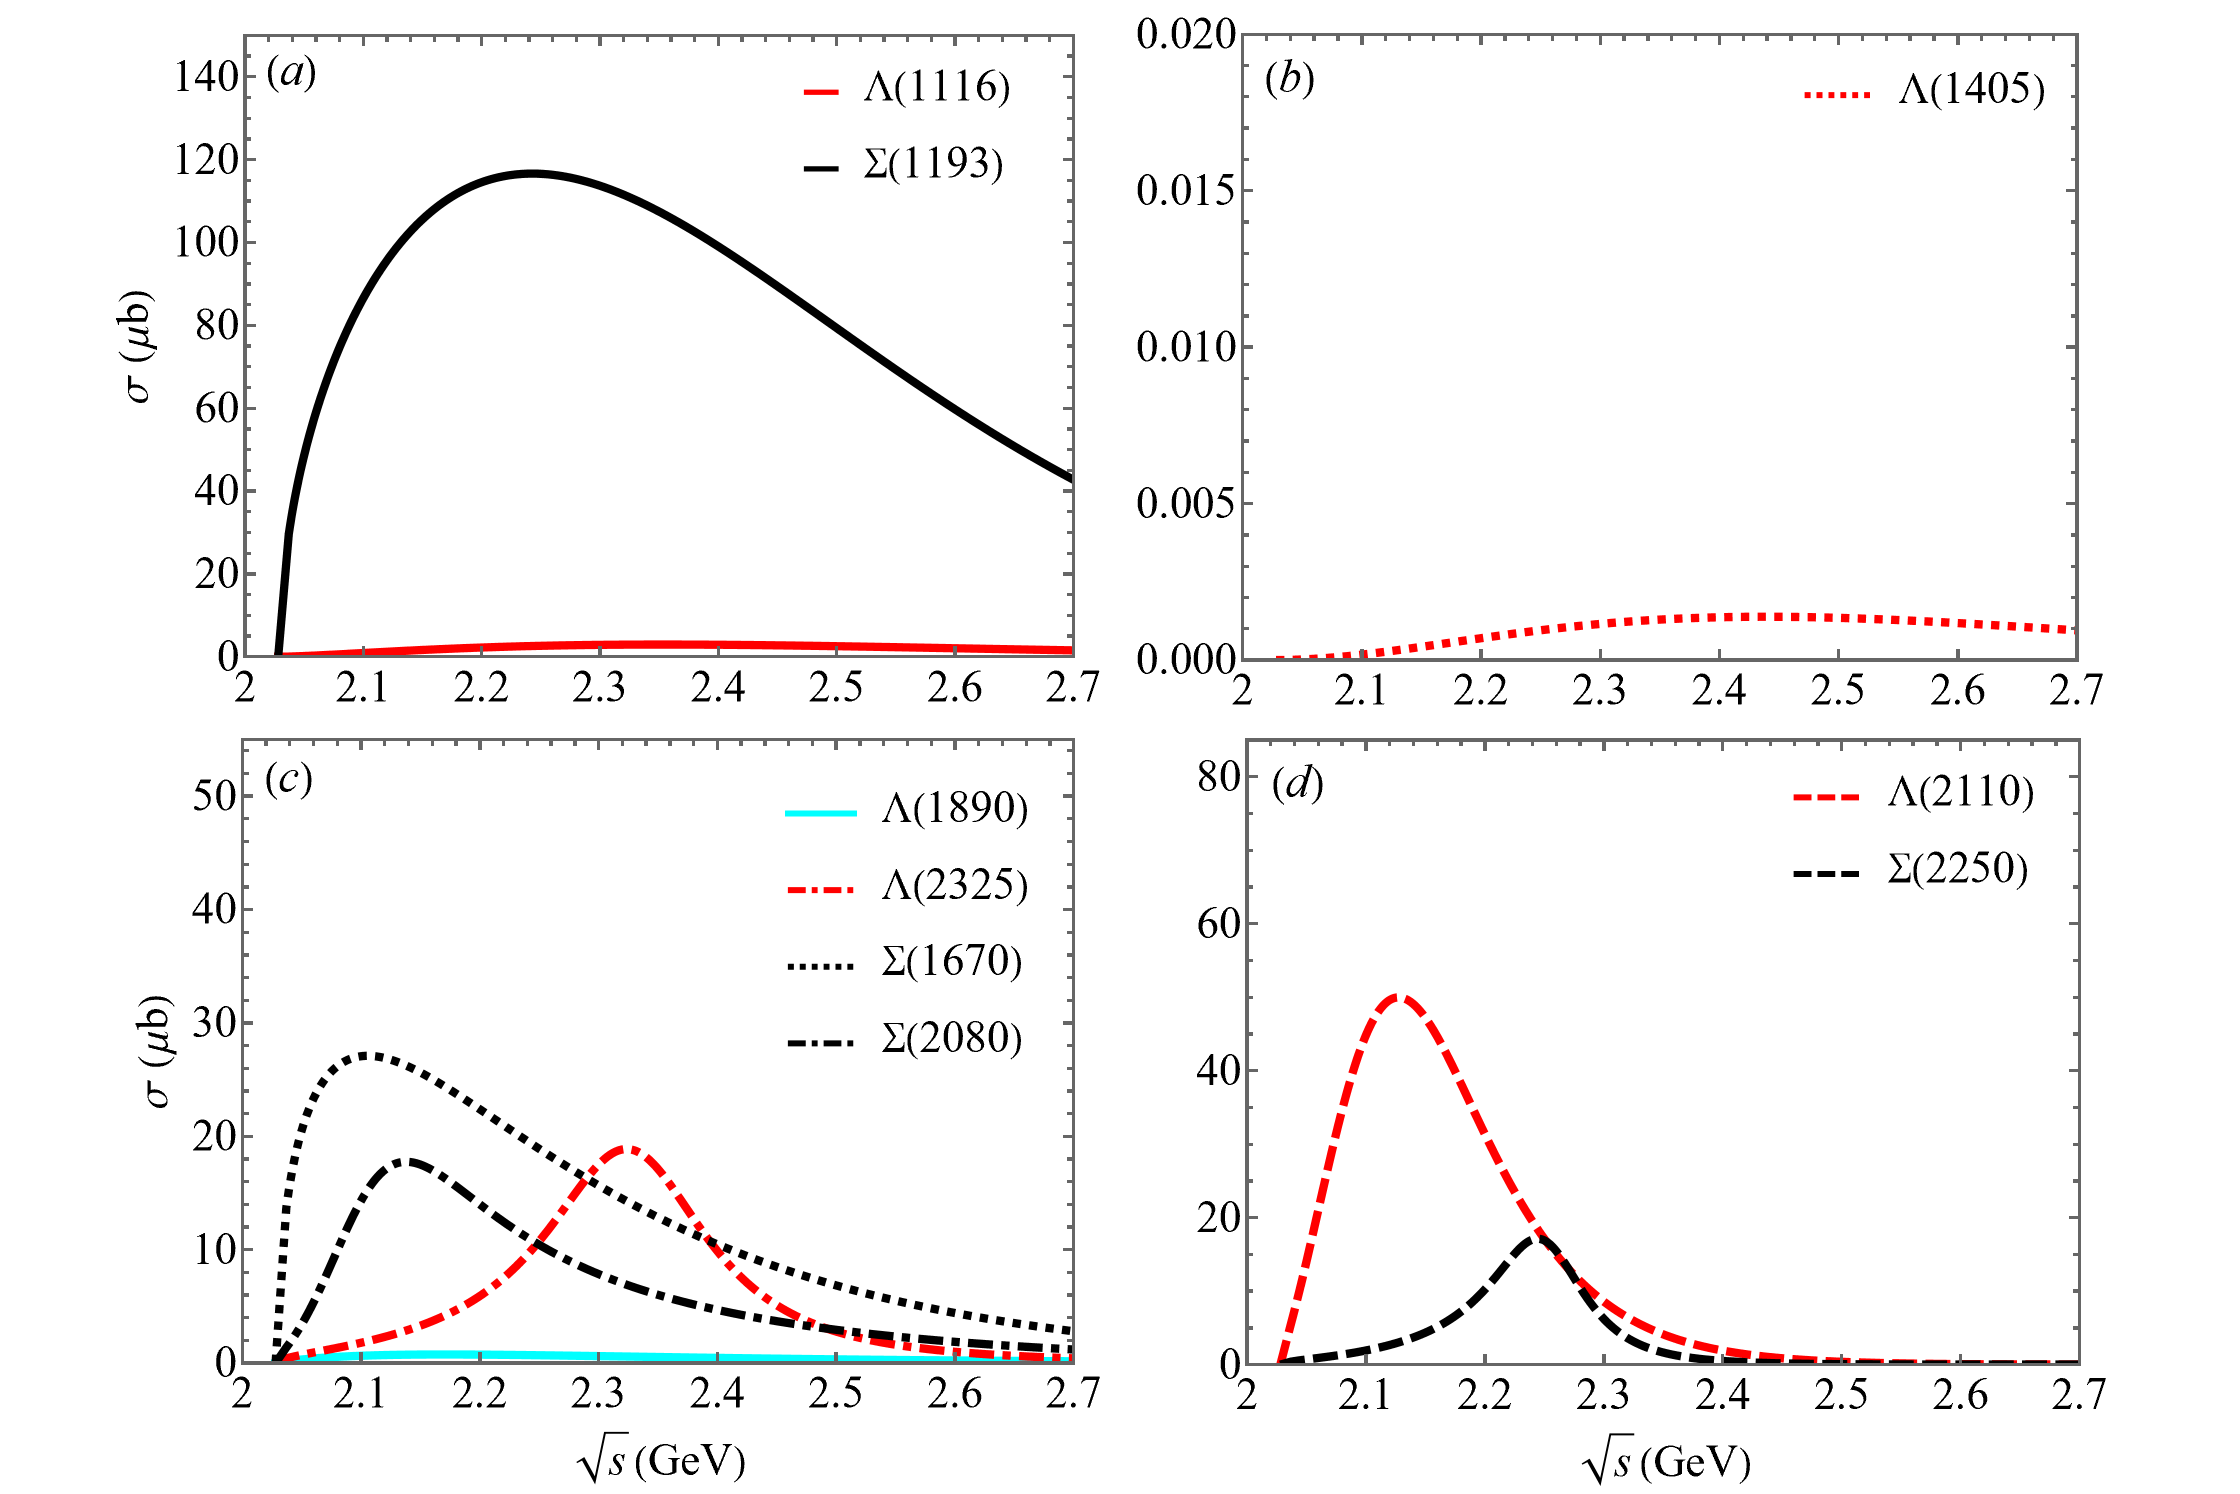 (a)
Λ(1116)
Σ(1193)
140
120
100
80
60
40
20
0
σ (μb)
2 2.1 2.2 2.3 2.4 2.5 2.6 2.7
(b)
Λ(1405)
0.020
0.015
0.010
0.005
0.000
2 2.1 2.2 2.3 2.4 2.5 2.6 2.7
(c)
Λ(1890)
Λ(2325)
Σ(1670)
Σ(2080)
50
40
30
20
10
0
σ (μb)
2 2.1 2.2 2.3 2.4 2.5 2.6 2.7
√s (GeV)
(d)
Λ(2110)
Σ(2250)
80
60
40
20
0
2 2.1 2.2 2.3 2.4 2.5 2.6 2.7
√s (GeV)